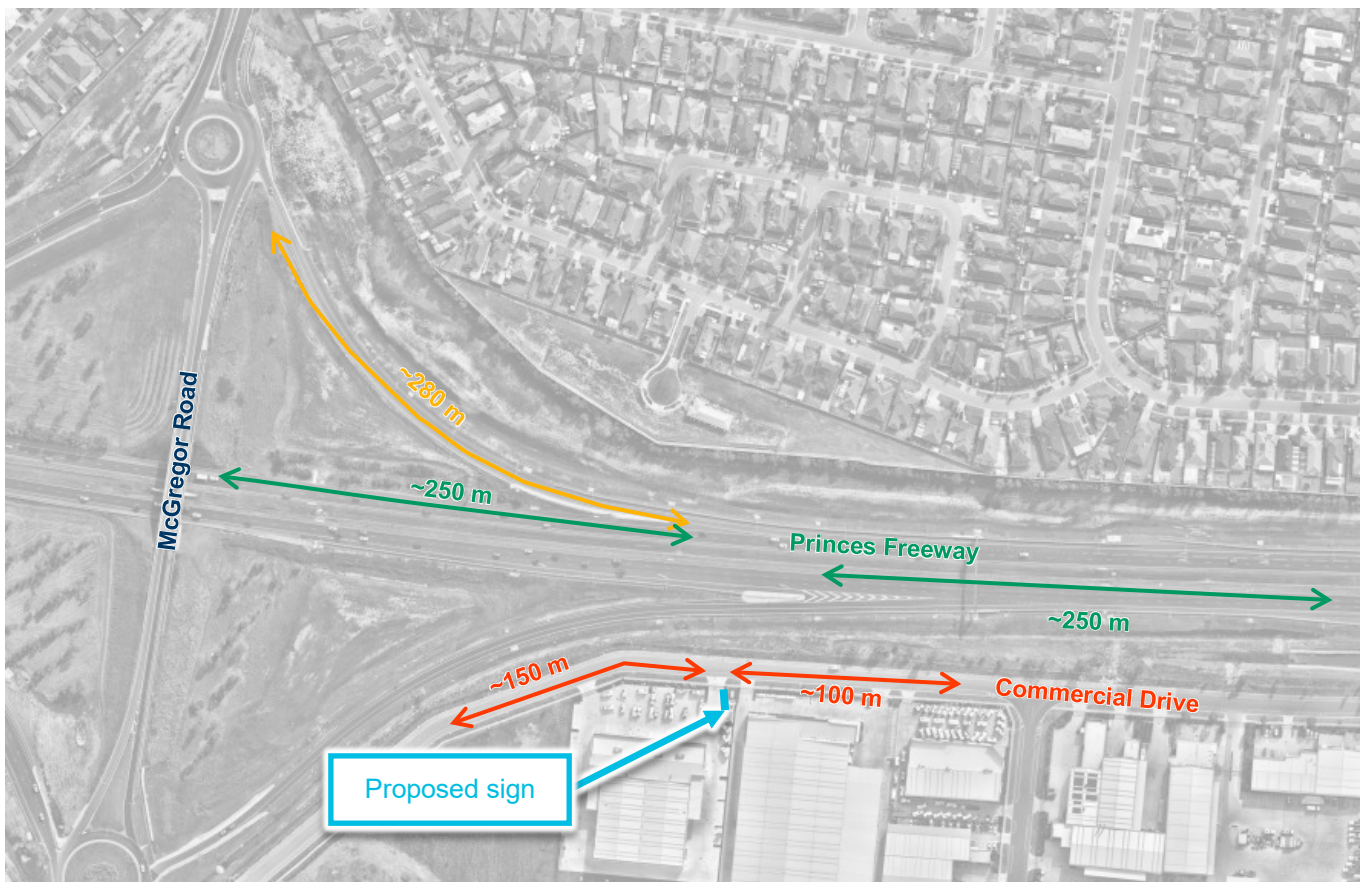 ~280 m
McGregor Road
~250 m
Princes Freeway
~250 m
~150 m
~100 m
Commercial Drive
Proposed sign